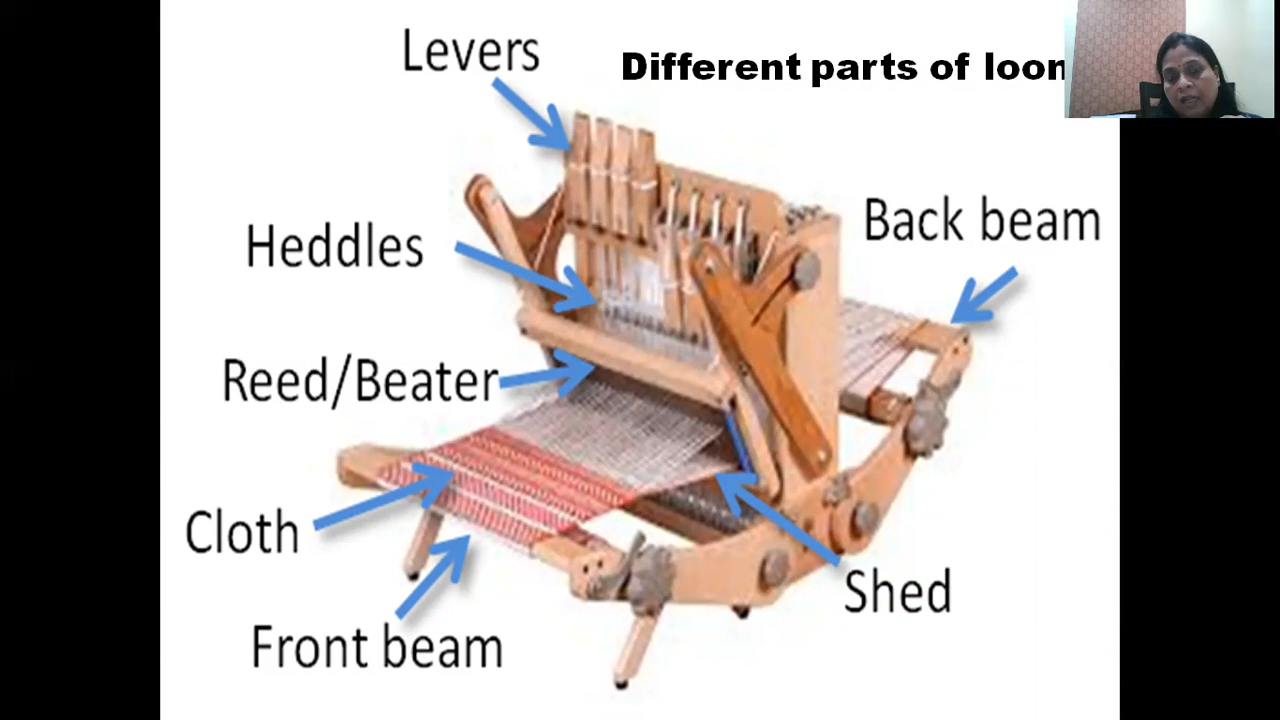 Levers
Different parts of loon
Back beam
Heddles
Reed/Beater
Cloth
Shed
Front beam